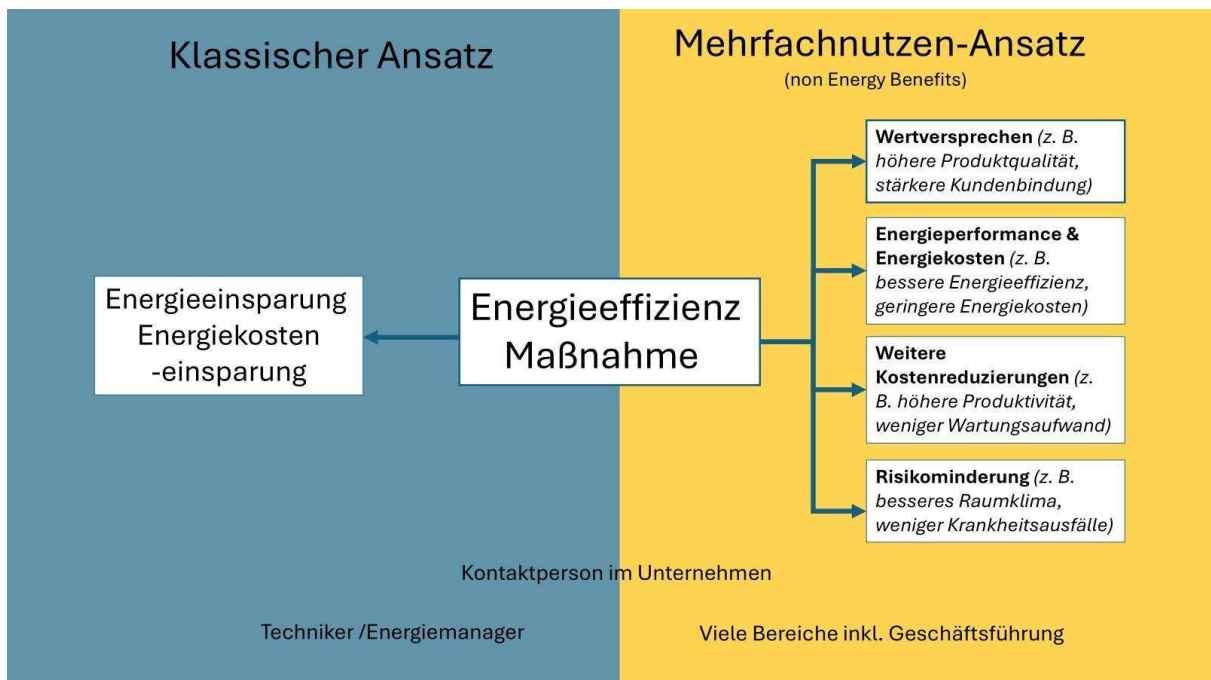 Klassischer Ansatz
Energieeinsparung
Energiekosten
-einsparung
Energieeffizienz
Maßnahme
Mehrfachnutzen-Ansatz
(non Energy Benefits)
Wertversprechen (z. B.
höhere Produktqualität,
stärkere Kundenbindung)
Energieperformance &
Energiekosten (z. B.
bessere Energieeffizienz,
geringere Energiekosten)
Weitere
Kostenreduzierungen (z.
B. höhere Produktivität,
weniger Wartungsaufwand)
Risikominderung (z. B.
besseres Raumklima,
weniger Krankheitsausfälle)
Kontaktperson im Unternehmen
Techniker /Energiemanager
Viele Bereiche inkl. Geschäftsführung